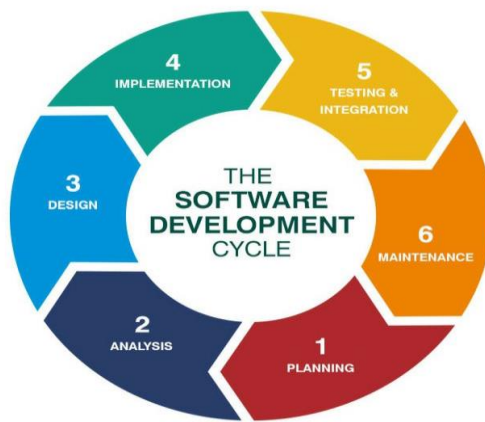 THE
SOFTWARE
DEVELOPMENT
CYCLE
1
PLANNING
2
ANALYSIS
3
DESIGN
4
IMPLEMENTATION
5
TESTING &
INTEGRATION
6
MAINTENANCE